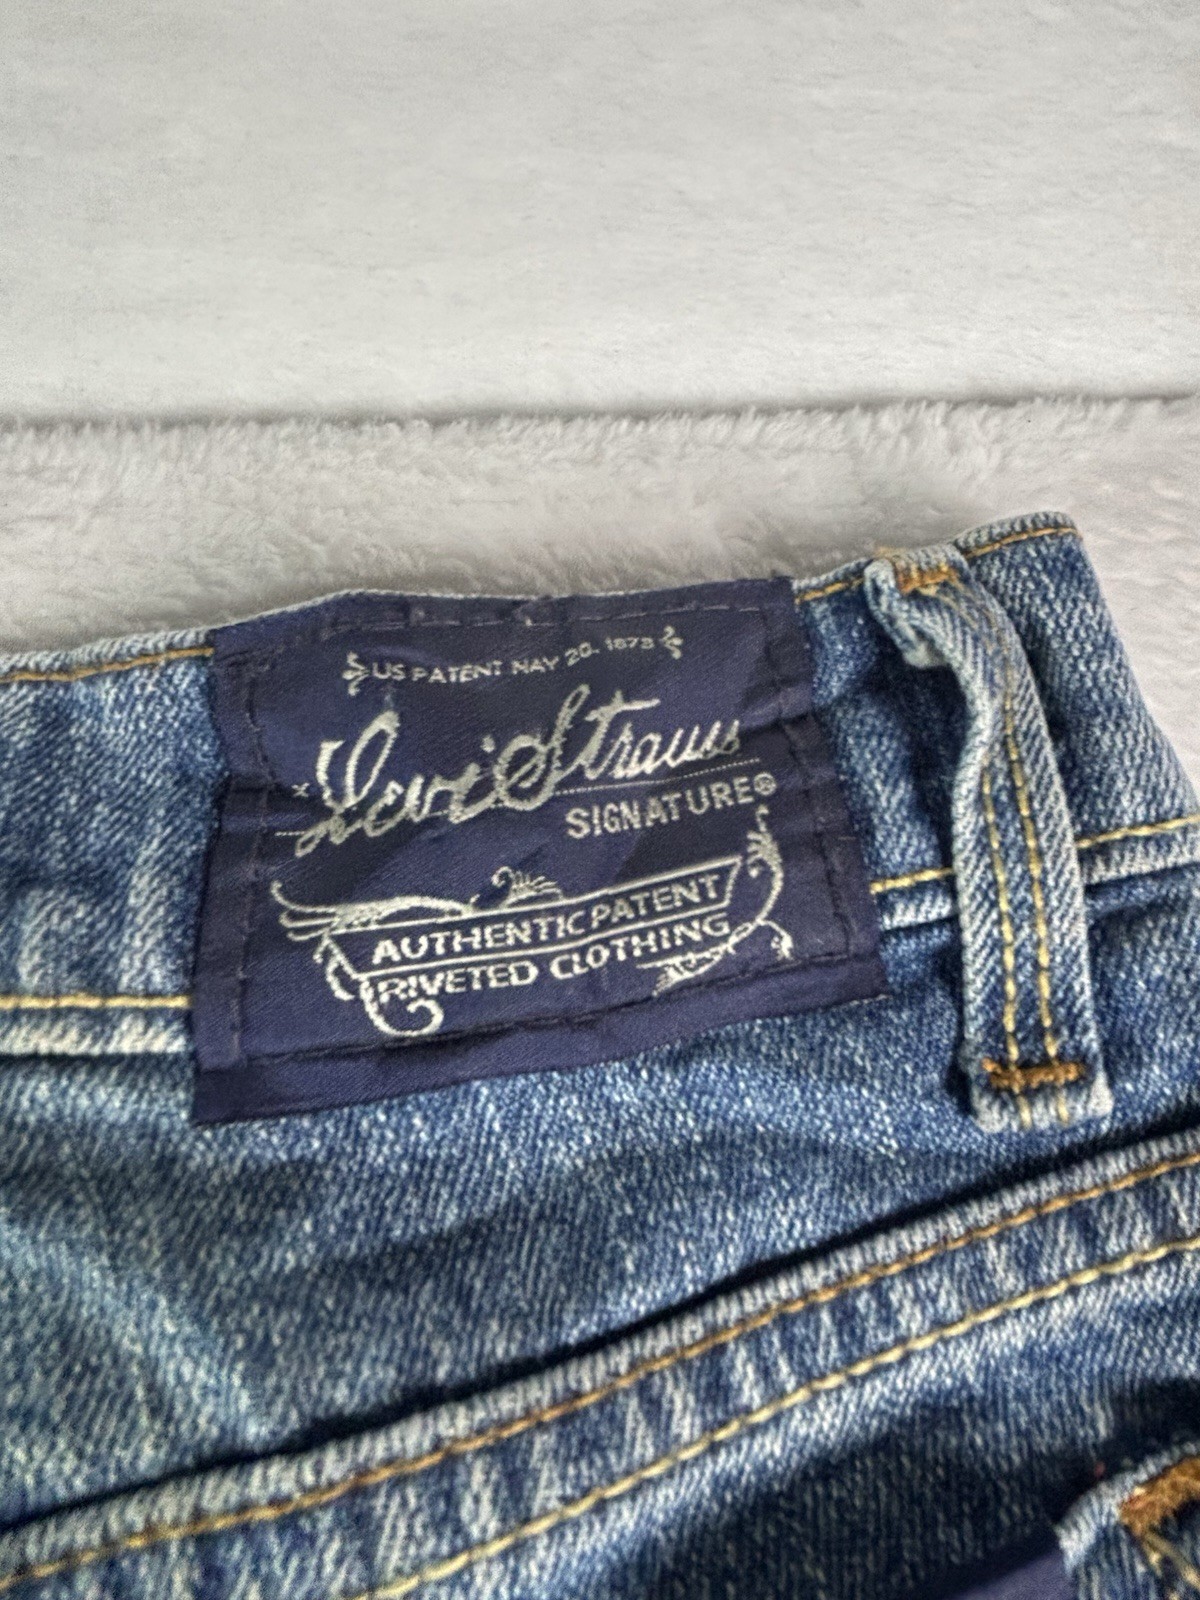 US PATENT MAY 20. 1873
Levi Strauss
SIGNATURE®
AUTHENTIC PATENT
RIVETED CLOTHING